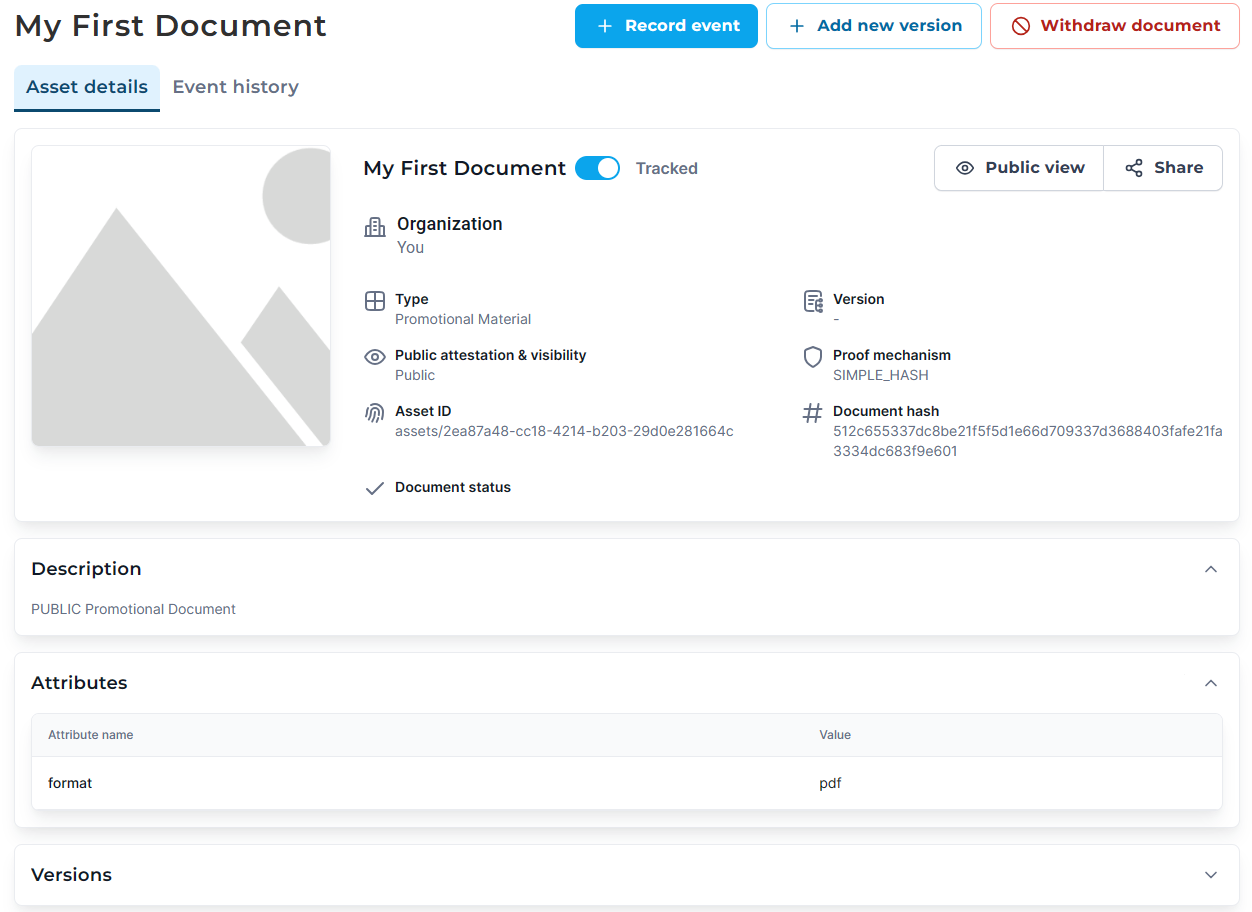 My First Document
Record event
Add new version
Withdraw document
Asset details
Event history
My First Document
Tracked
Public view
Share
Organization
You
Type
Promotional Material
Version
-
Public attestation & visibility
Public
Proof mechanism
SIMPLE_HASH
Asset ID
assets/2ea87a48-cc18-4214-b203-29d0e281664c
Document hash
512c655337dc8be21f5f5d1e66d709337d3688403fafe21fa
3334dc683f9e601
Document status
Description
PUBLIC Promotional Document
Attributes
Attribute name
Value
format
pdf
Versions